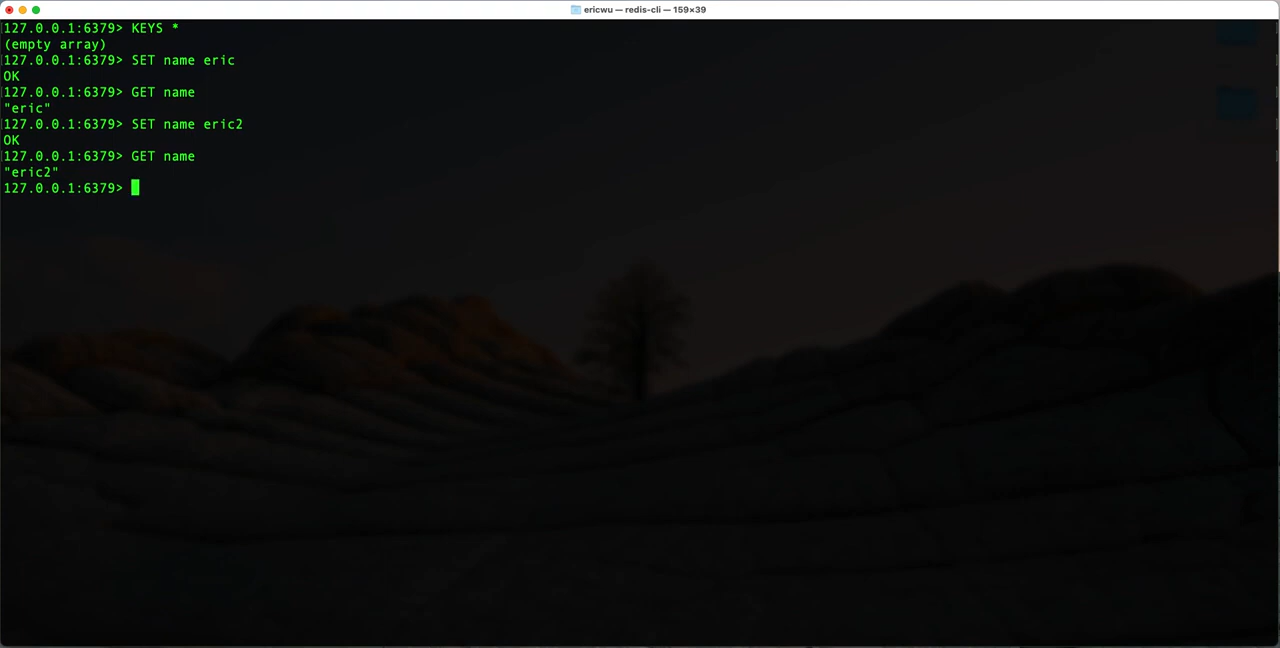 ericwu — redis-cli — 159×39
127.0.0.1:6379> KEYS *
(empty array)
127.0.0.1:6379> SET name eric
OK
127.0.0.1:6379> GET name
"eric"
127.0.0.1:6379> SET name eric2
OK
127.0.0.1:6379> GET name
"eric2"
127.0.0.1:6379>